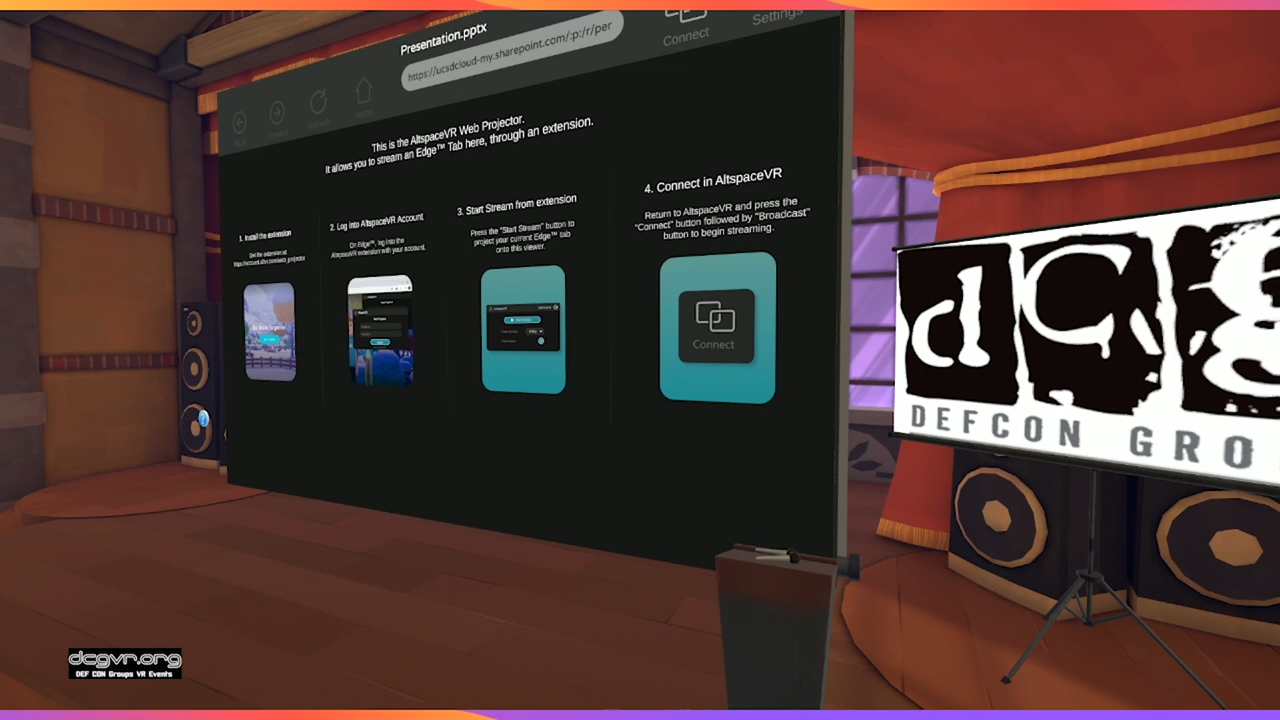 Presentation.pptx
https://ucsdcloud-my.sharepoint.com/:p:/r/per
Connect
Settings
This is the AltspaceVR Web Projector.
It allows you to stream an Edge™ Tab here, through an extension.
1. Install the extension
Get the extension at
2. Log into AltspaceVR Account
On Edge™, log into the
AltspaceVR extension with your account.
3. Start Stream from extension
Press the "Start Stream" button to
project your current Edge™ tab
onto this viewer.
4. Connect in AltspaceVR
Return to AltspaceVR and press the
"Connect" button followed by "Broadcast"
button to begin streaming.
Connect
dcg
DEFCON GRO
dcgvr.org
DEF CON Groups VR Events